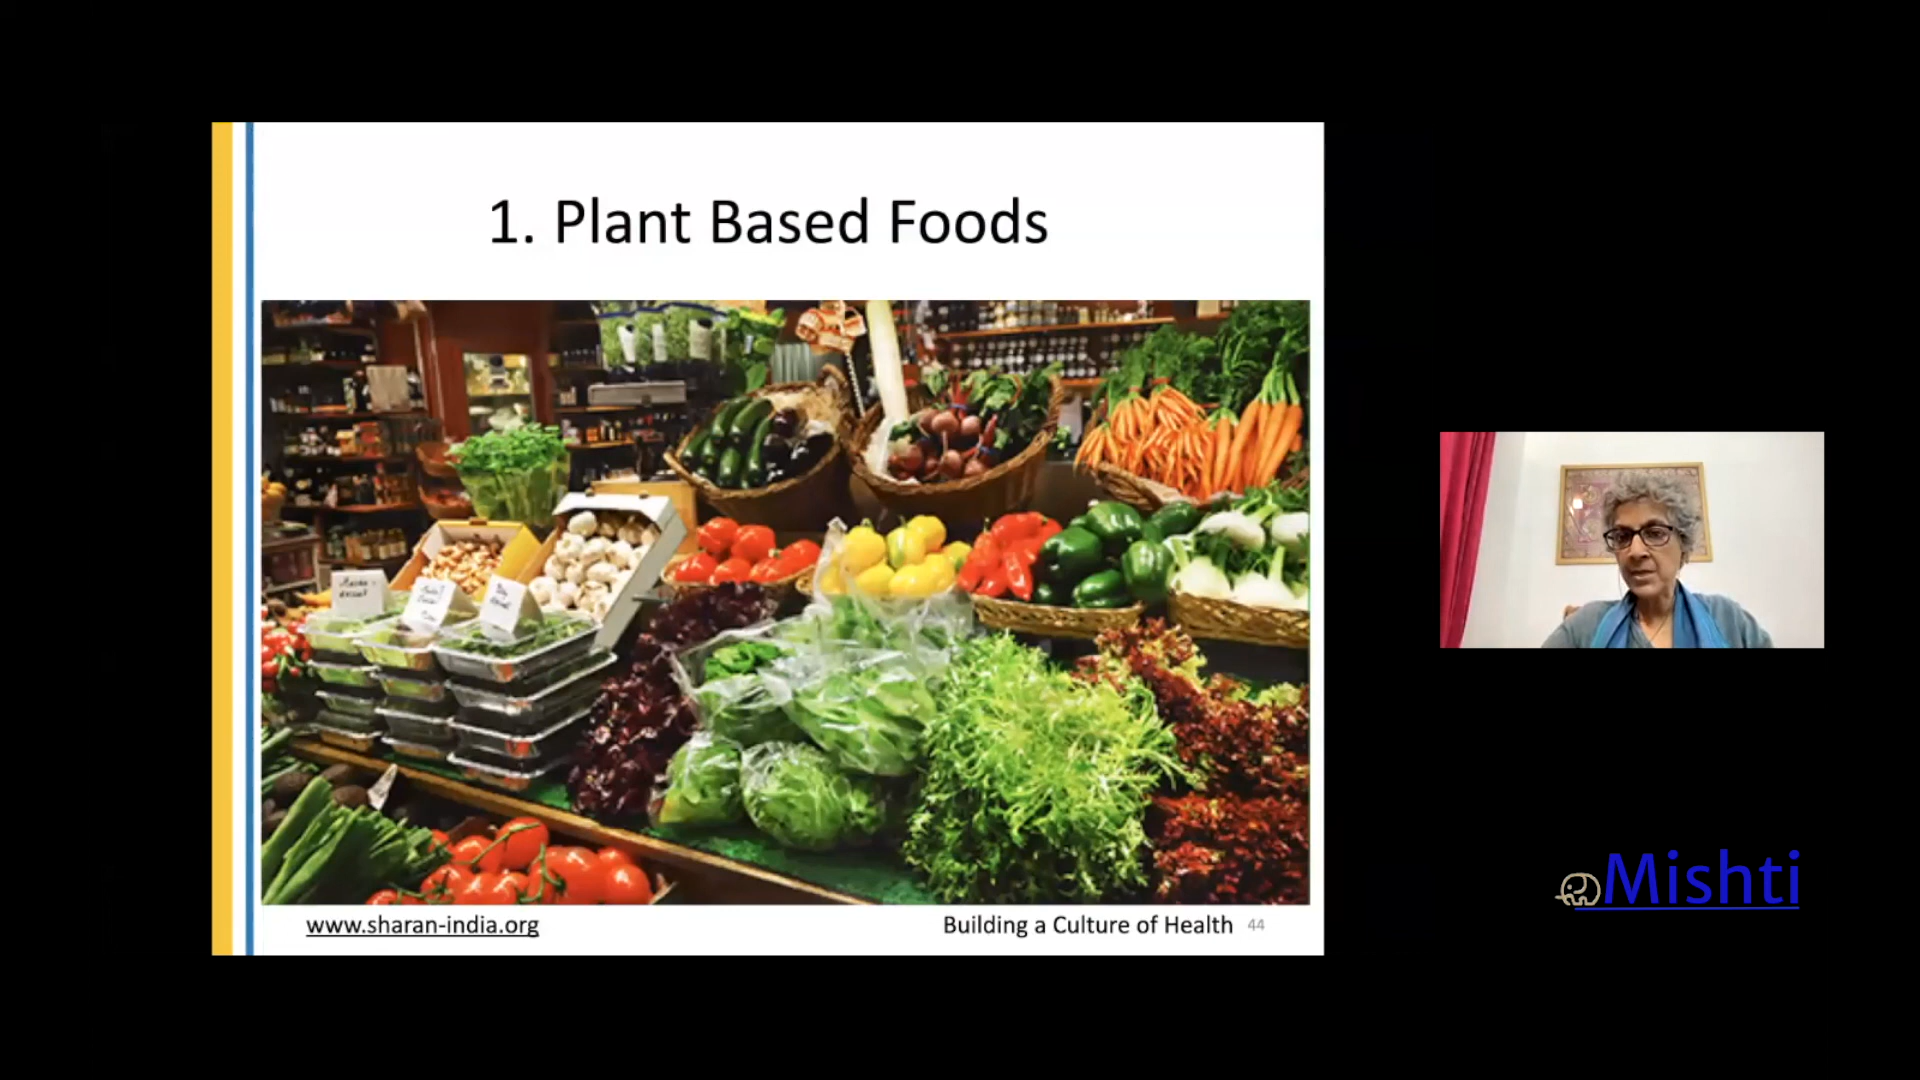 1. Plant Based Foods
www.sharan-india.org
Building a Culture of Health 44
Mishti